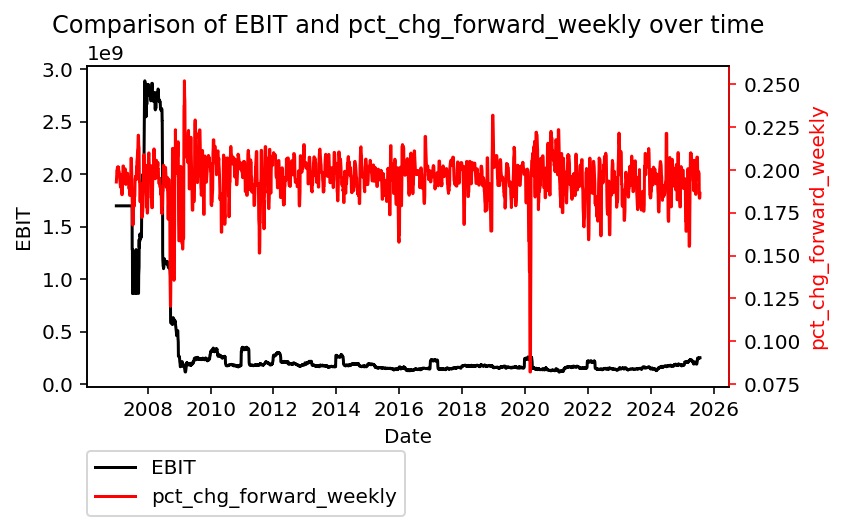 Comparison of EBIT and pct_chg_forward_weekly over time
1e9
3.0
2.5
2.0
1.5
1.0
0.5
0.0
EBIT
0.250
0.225
0.200
0.175
0.150
0.125
0.100
0.075
pct_chg_forward_weekly
2008 2010 2012 2014 2016 2018 2020 2022 2024 2026
Date
EBIT
pct_chg_forward_weekly